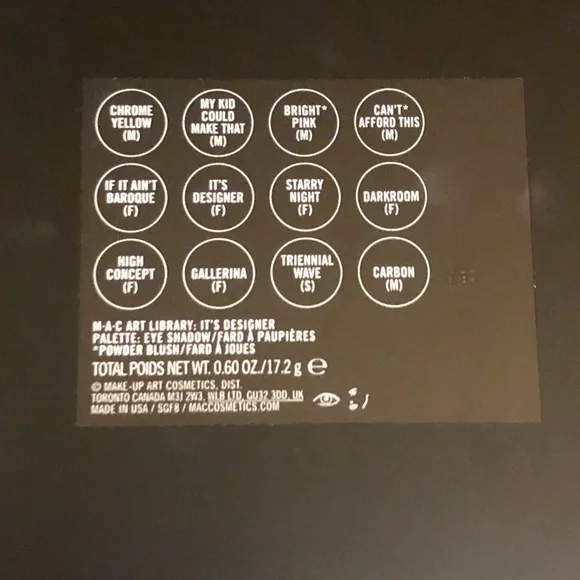 CHROME
YELLOW
(M)
MY KID
COULD
MAKE THAT
(M)
BRIGHT*
PINK
(M)
CAN'T*
AFFORD THIS
(M)
IF IT AIN'T
BAROQUE
(F)
IT'S
DESIGNER
(F)
STARRY
NIGHT
(F)
DARKROOM
(F)
HIGH
CONCEPT
(F)
GALLERINA
(F)
TRIENNIAL
WAVE
(S)
CARBON
(M)
M·A·C ART LIBRARY: IT'S DESIGNER
PALETTE: EYE SHADOW/FARD À PAUPIÈRES
*POWDER BLUSH/FARD À JOUES
TOTAL POIDS NET WT. 0.60 OZ./17.2 g e
© MAKE-UP ART COSMETICS, DIST.
TORONTO CANADA M3J 2W3, WLB LTD, GU32 3DD, UK
MADE IN USA / SGF8 / MACCOSMETICS.COM